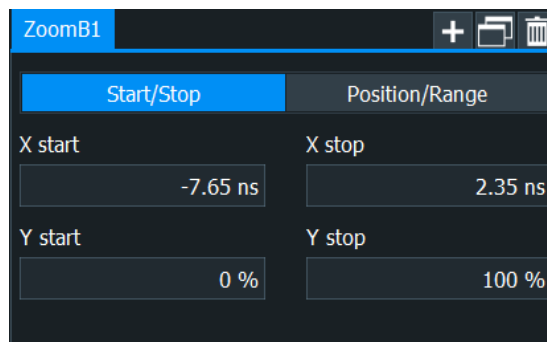 ZoomB1
Start/Stop Position/Range
X start X stop
-7.65 ns 2.35 ns
Y start Y stop
0 % 100 %